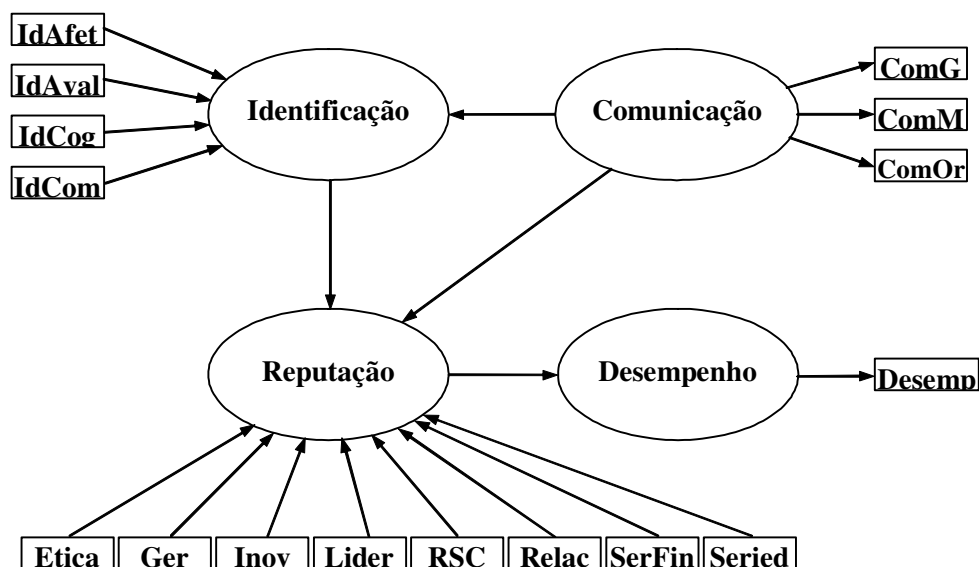 IdAfet
IdAval
IdCog
IdCom
Identificação
Comunicação
ComG
ComM
ComOr
Reputação
Desempenho
Desemp
Etica
Ger
Inov
Lider
RSC
Relac
SerFin
Seried